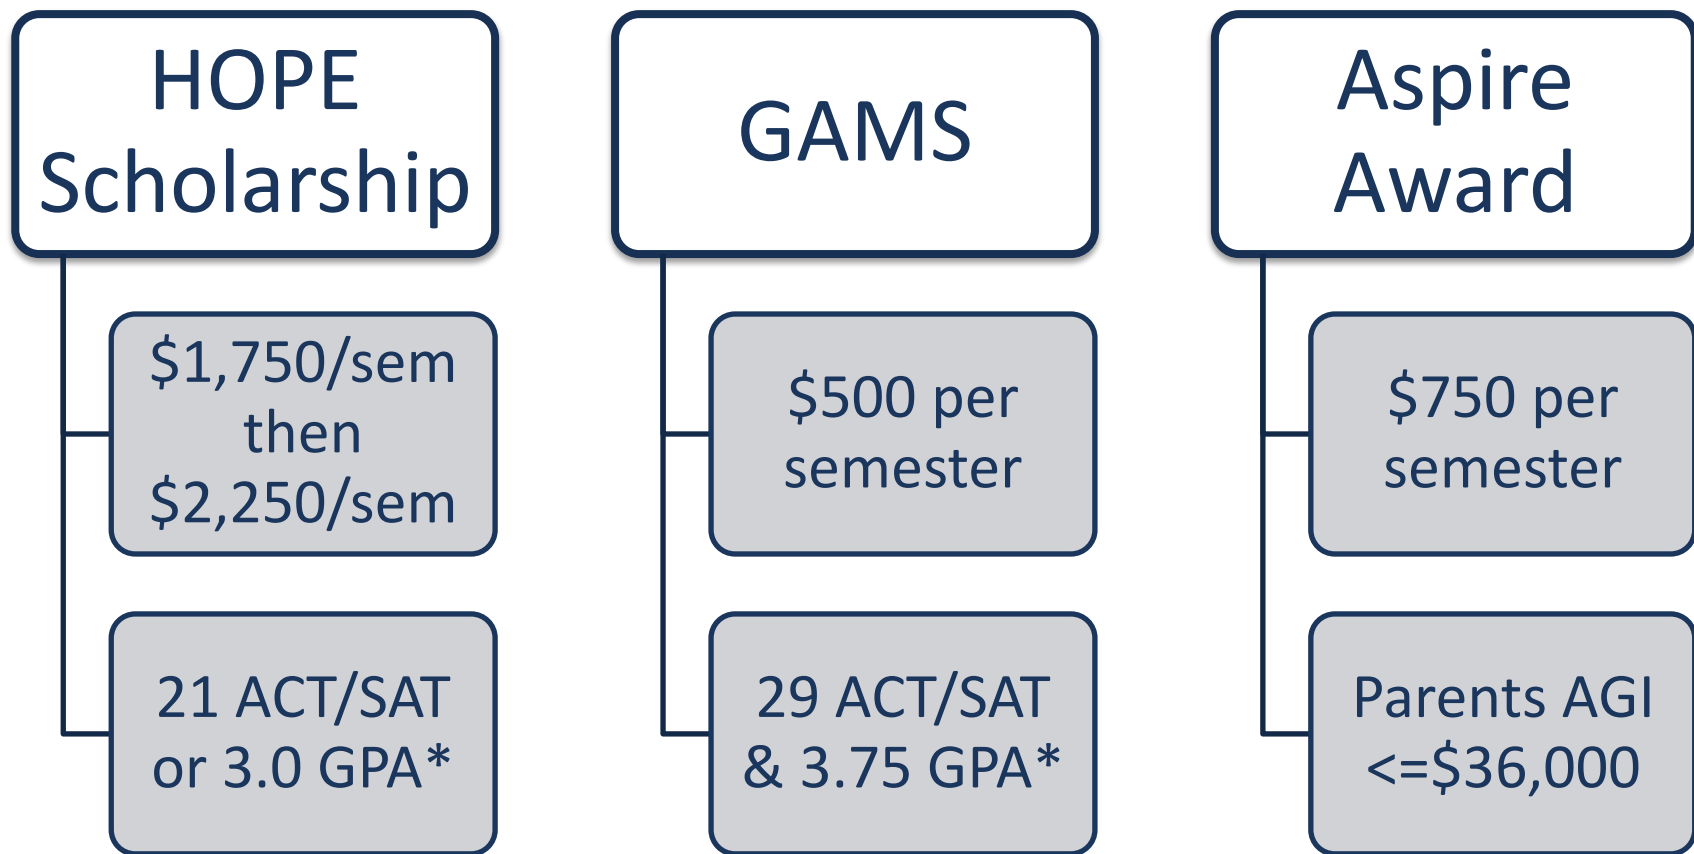 HOPE
Scholarship
$1,750/sem
then
$2,250/sem
21 ACT/SAT
or 3.0 GPA*
GAMS
$500 per
semester
29 ACT/SAT
& 3.75 GPA*
Aspire
Award
$750 per
semester
Parents AGI
<=$36,000